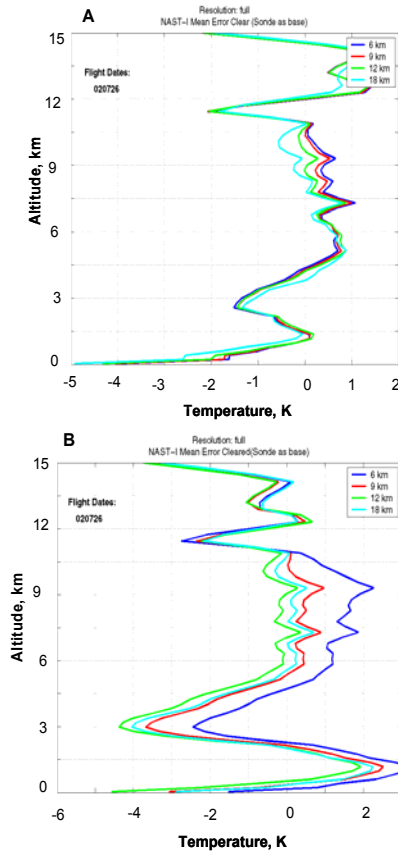 A
Resolution: full
NAST-I Mean Error Clear (Sonde as base)
15
12
9
6
3
0
Altitude, km
Flight Dates:
020726
6 km
9 km
12 km
18 km
-5 -4 -3 -2 -1 0 1 2
Temperature, K
B
Resolution: full
NAST-I Mean Error Cleared(Sonde as base)
15
12
9
6
3
0
Altitude, km
Flight Dates:
020726
6 km
9 km
12 km
18 km
-6 -4 -2 0 2
Temperature, K